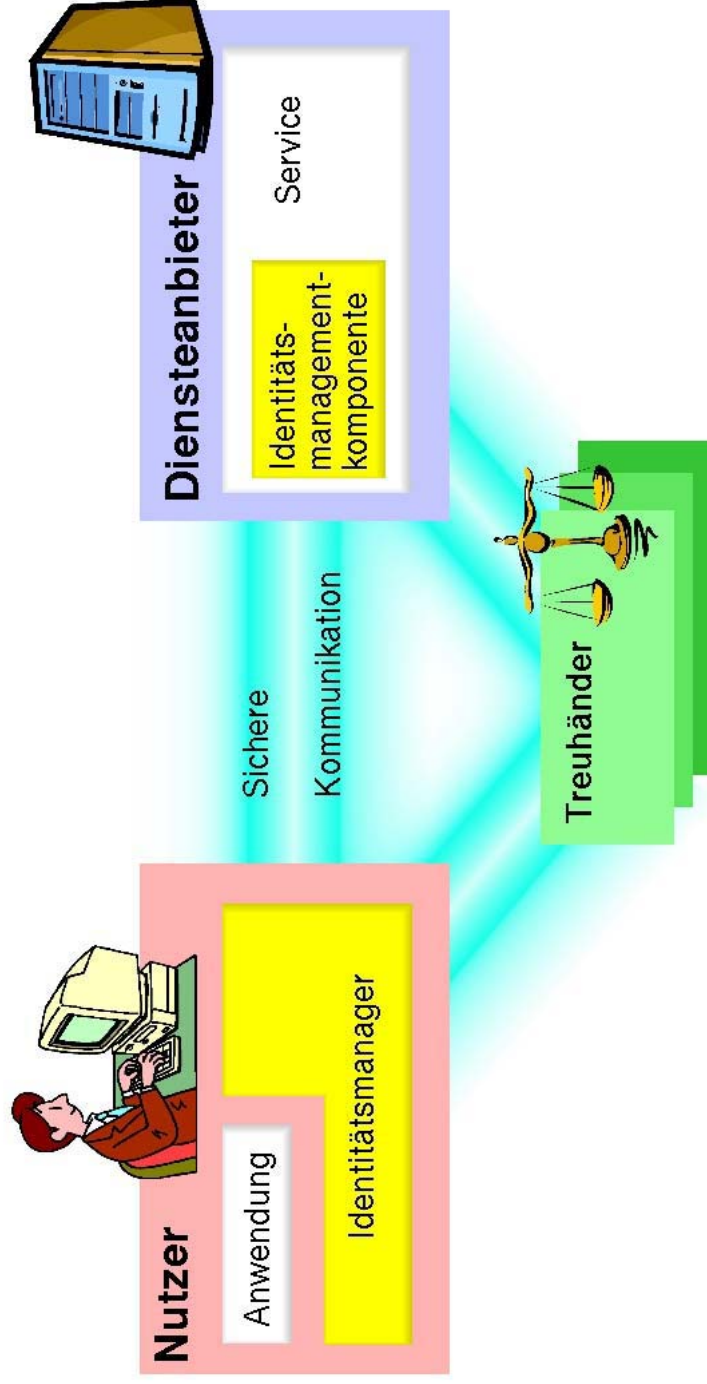 Nutzer
Anwendung
Identitätsmanager
Sichere
Kommunikation
Diensteanbieter
Identitäts-
management-
komponente
Service
Treuhänder